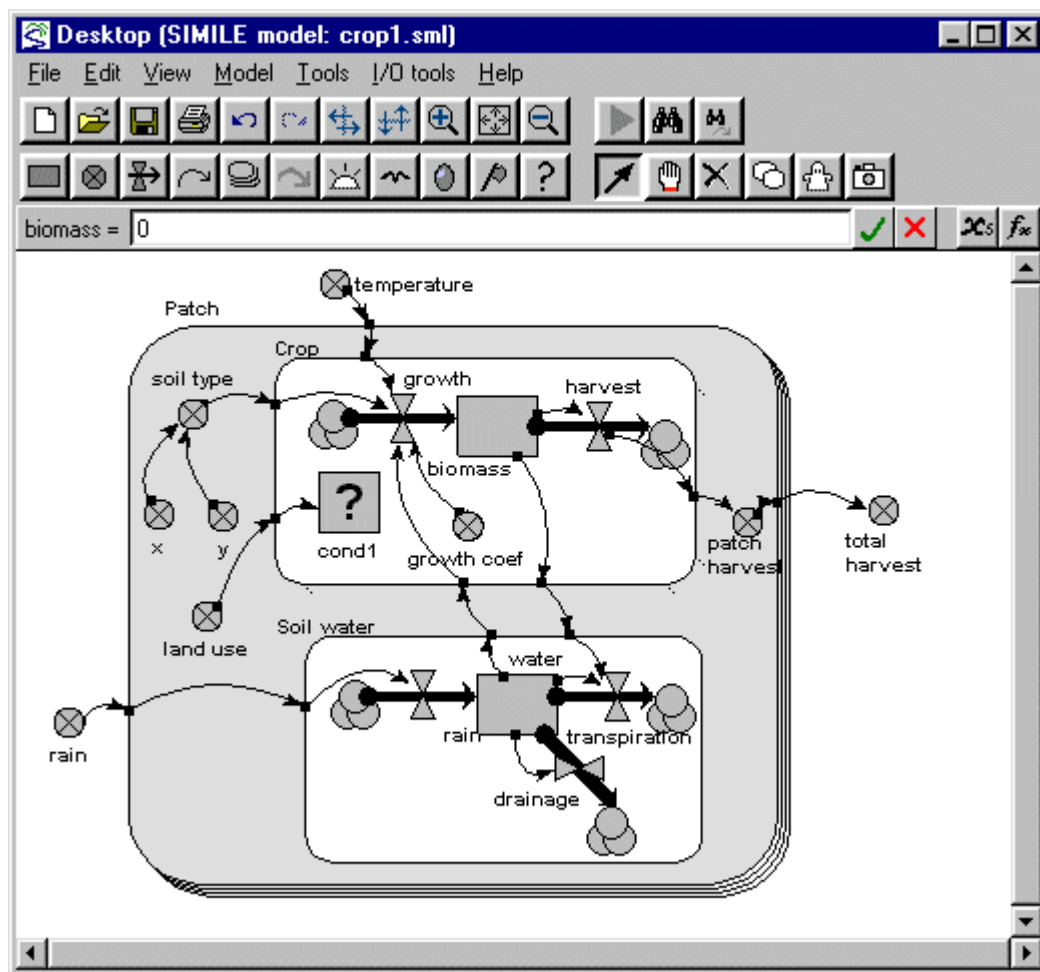 Desktop (SIMILE model: crop1.sml)
File Edit View Model Tools I/O tools Help
?
biomass = 0
xs fx
temperature
Patch
Crop
soil type
growth
harvest
biomass
?
x
y
cond1
growth coef
patch
harvest
total
harvest
land use
Soil water
water
rain
rain
transpiration
drainage